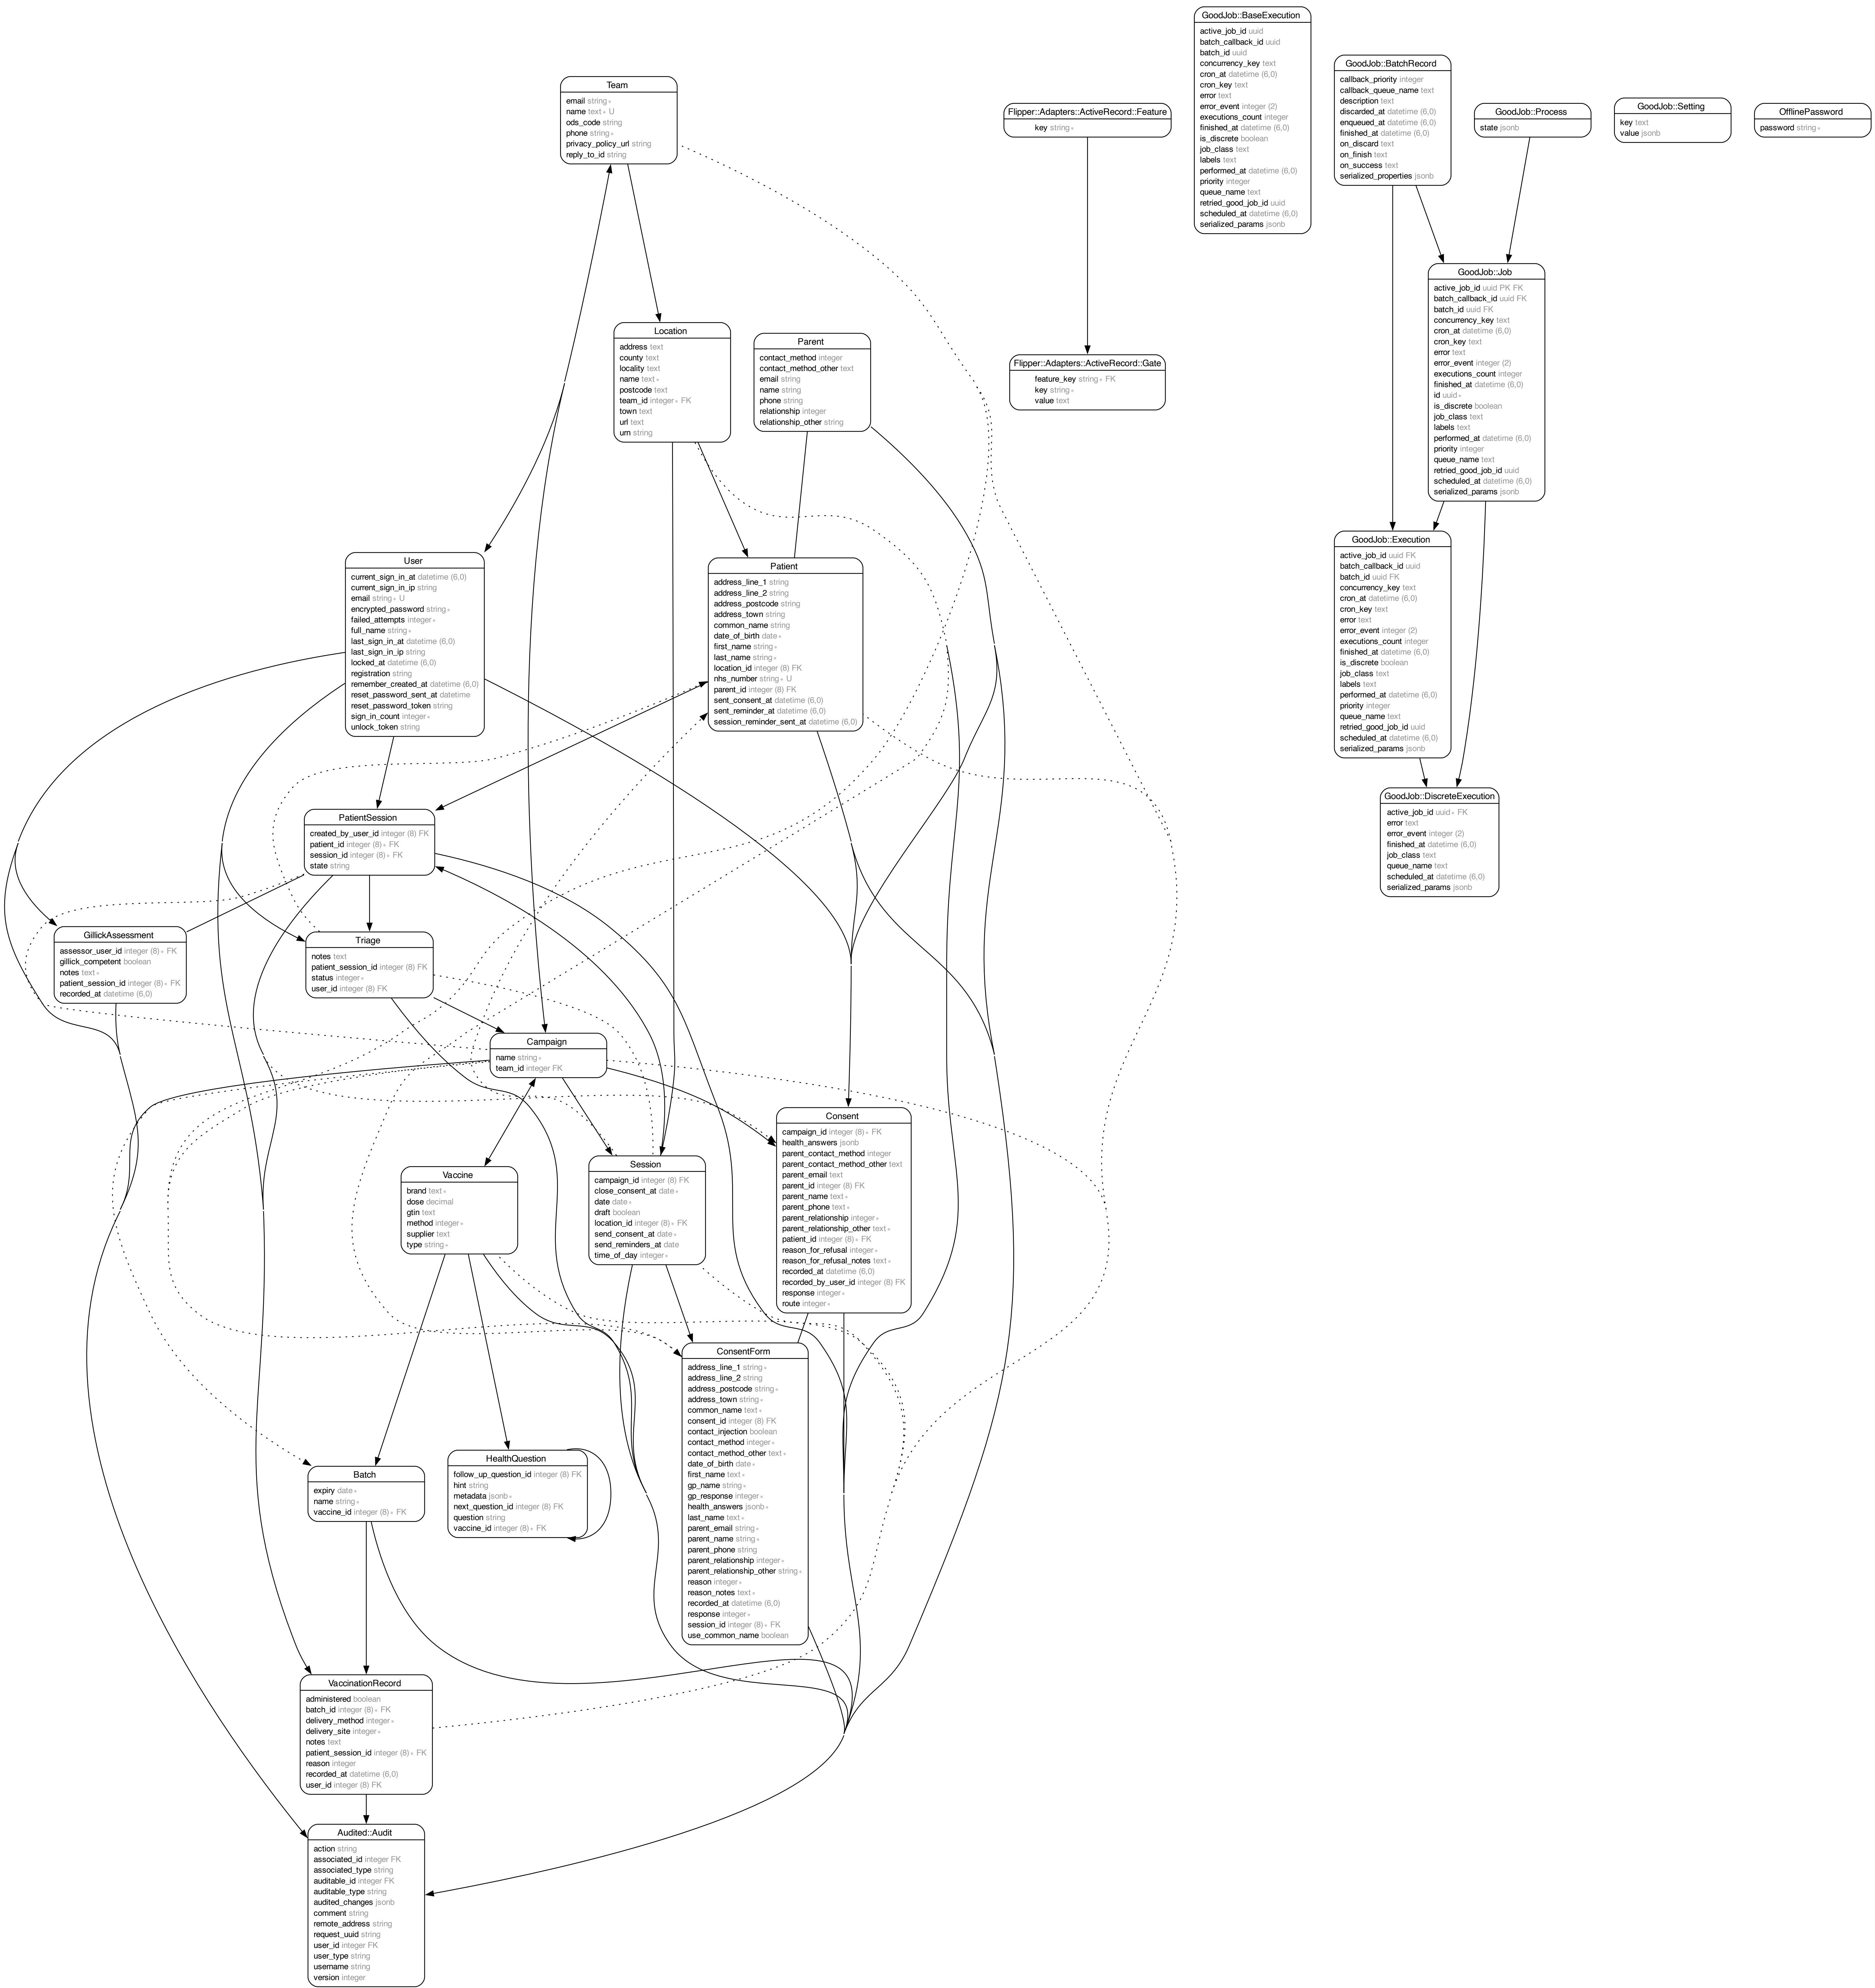 GoodJob::BaseExecution
active_job_id uuid
batch_callback_id uuid
batch_id uuid
concurrency_key text
cron_at datetime (6,0)
cron_key text
error text
error_event integer (2)
executions_count integer
finished_at datetime (6,0)
is_discrete boolean
job_class text
labels text
performed_at datetime (6,0)
priority integer
queue_name text
retried_good_job_id uuid
scheduled_at datetime (6,0)
serialized_params jsonb
GoodJob::BatchRecord
callback_priority integer
callback_queue_name text
description text
discarded_at datetime (6,0)
enqueued_at datetime (6,0)
finished_at datetime (6,0)
on_discard text
on_finish text
on_success text
serialized_properties jsonb
Team
email string ∗
name text ∗ U
ods_code string
phone string ∗
privacy_policy_url string
reply_to_id string
Flipper::Adapters::ActiveRecord::Feature
key string ∗
GoodJob::Process
state jsonb
GoodJob::Setting
key text
value jsonb
OfflinePassword
password string ∗
GoodJob::Job
active_job_id uuid PK FK
batch_callback_id uuid FK
batch_id uuid FK
concurrency_key text
cron_at datetime (6,0)
cron_key text
error text
error_event integer (2)
executions_count integer
finished_at datetime (6,0)
id uuid ∗
is_discrete boolean
job_class text
labels text
performed_at datetime (6,0)
priority integer
queue_name text
retried_good_job_id uuid
scheduled_at datetime (6,0)
serialized_params jsonb
Location
address text
county text
locality text
name text ∗
postcode text
team_id integer ∗ FK
town text
url text
urn string
Parent
contact_method integer
contact_method_other text
email string
name string
phone string
relationship integer
relationship_other string
Flipper::Adapters::ActiveRecord::Gate
feature_key string ∗ FK
key string ∗
value text
GoodJob::Execution
active_job_id uuid FK
batch_callback_id uuid
batch_id uuid FK
concurrency_key text
cron_at datetime (6,0)
cron_key text
error text
error_event integer (2)
executions_count integer
finished_at datetime (6,0)
is_discrete boolean
job_class text
labels text
performed_at datetime (6,0)
priority integer
queue_name text
retried_good_job_id uuid
scheduled_at datetime (6,0)
serialized_params jsonb
User
current_sign_in_at datetime (6,0)
current_sign_in_ip string
email string ∗ U
encrypted_password string ∗
failed_attempts integer ∗
full_name string ∗
last_sign_in_at datetime (6,0)
last_sign_in_ip string
locked_at datetime (6,0)
registration string
remember_created_at datetime (6,0)
reset_password_sent_at datetime
reset_password_token string
sign_in_count integer ∗
unlock_token string
Patient
address_line_1 string
address_line_2 string
address_postcode string
address_town string
common_name string
date_of_birth date ∗
first_name string ∗
last_name string ∗
location_id integer (8) FK
nhs_number string ∗ U
parent_id integer (8) FK
sent_consent_at datetime (6,0)
sent_reminder_at datetime (6,0)
session_reminder_sent_at datetime (6,0)
GoodJob::DiscreteExecution
active_job_id uuid ∗ FK
error text
error_event integer (2)
finished_at datetime (6,0)
job_class text
queue_name text
scheduled_at datetime (6,0)
serialized_params jsonb
PatientSession
created_by_user_id integer (8) FK
patient_id integer (8) ∗ FK
session_id integer (8) ∗ FK
state string
GillickAssessment
assessor_user_id integer (8) ∗ FK
gillick_competent boolean
notes text ∗
patient_session_id integer (8) ∗ FK
recorded_at datetime (6,0)
Triage
notes text
patient_session_id integer (8) FK
status integer ∗
user_id integer (8) FK
Campaign
name string ∗
team_id integer FK
Consent
campaign_id integer (8) ∗ FK
health_answers jsonb
parent_contact_method integer
parent_contact_method_other text
parent_email text
parent_id integer (8) FK
parent_name text ∗
parent_phone text ∗
parent_relationship integer ∗
parent_relationship_other text ∗
patient_id integer (8) ∗ FK
reason_for_refusal integer ∗
reason_for_refusal_notes text ∗
recorded_at datetime (6,0)
recorded_by_user_id integer (8) FK
response integer ∗
route integer ∗
Vaccine
brand text ∗
dose decimal
gtin text
method integer ∗
supplier text
type string ∗
Session
campaign_id integer (8) FK
close_consent_at date ∗
date date ∗
draft boolean
location_id integer (8) ∗ FK
send_consent_at date ∗
send_reminders_at date
time_of_day integer ∗
ConsentForm
address_line_1 string ∗
address_line_2 string
address_postcode string ∗
address_town string ∗
common_name text ∗
consent_id integer (8) FK
contact_injection boolean
contact_method integer ∗
contact_method_other text ∗
date_of_birth date ∗
first_name text ∗
gp_name string ∗
gp_response integer ∗
health_answers jsonb ∗
last_name text ∗
parent_email string ∗
parent_name string ∗
parent_phone string
parent_relationship integer ∗
parent_relationship_other string ∗
reason integer ∗
reason_notes text ∗
recorded_at datetime (6,0)
response integer ∗
session_id integer (8) ∗ FK
use_common_name boolean
Batch
expiry date ∗
name string ∗
vaccine_id integer (8) ∗ FK
HealthQuestion
follow_up_question_id integer (8) FK
hint string
metadata jsonb ∗
next_question_id integer (8) FK
question string
vaccine_id integer (8) ∗ FK
VaccinationRecord
administered boolean
batch_id integer (8) ∗ FK
delivery_method integer ∗
delivery_site integer ∗
notes text
patient_session_id integer (8) ∗ FK
reason integer
recorded_at datetime (6,0)
user_id integer (8) FK
Audited::Audit
action string
associated_id integer FK
associated_type string
auditable_id integer FK
auditable_type string
audited_changes jsonb
comment string
remote_address string
request_uuid string
user_id integer FK
user_type string
username string
version integer